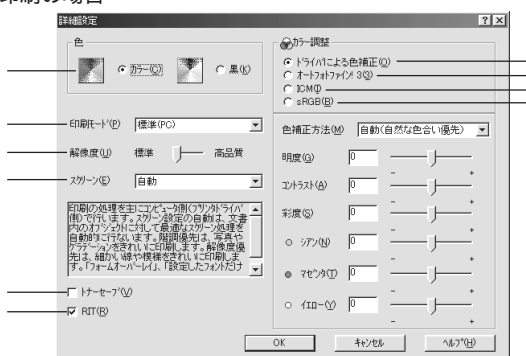 印刷の場合
詳細設定
色
カラー(C)
黒(K)
印刷モード(P)
標準(PC)
解像度(U)
標準
高品質
スクリーン(E)
自動
印刷の処理を主にコンピュータ側(プリンタドライバ
側)で行います。スクリーン設定の自動は、文書
内のオブジェクトに対して最適なスクリーン処理を
自動的に行ないます。階調優先は、写真や
グラデーションをきれいに印刷します。解像度優
先は、細かい線や模様をきれいに印刷しま
す。「フォームオーバーレイ」、「設定したフォントだけ
トナーセーブ(V)
RIT(R)
カラー調整
ドライバによる色補正(O)
オートフォトファイン! 3(Q)
ICM(I)
sRGB(B)
色補正方法(M)
自動(自然な色合い優先)
明度(G)
0
- +
コントラスト(A)
0
- +
彩度(S)
0
- +
シアン(N)
0
- +
マゼンタ(T)
0
- +
イエロー(Y)
0
- +
OK
キャンセル
ヘルプ(H)